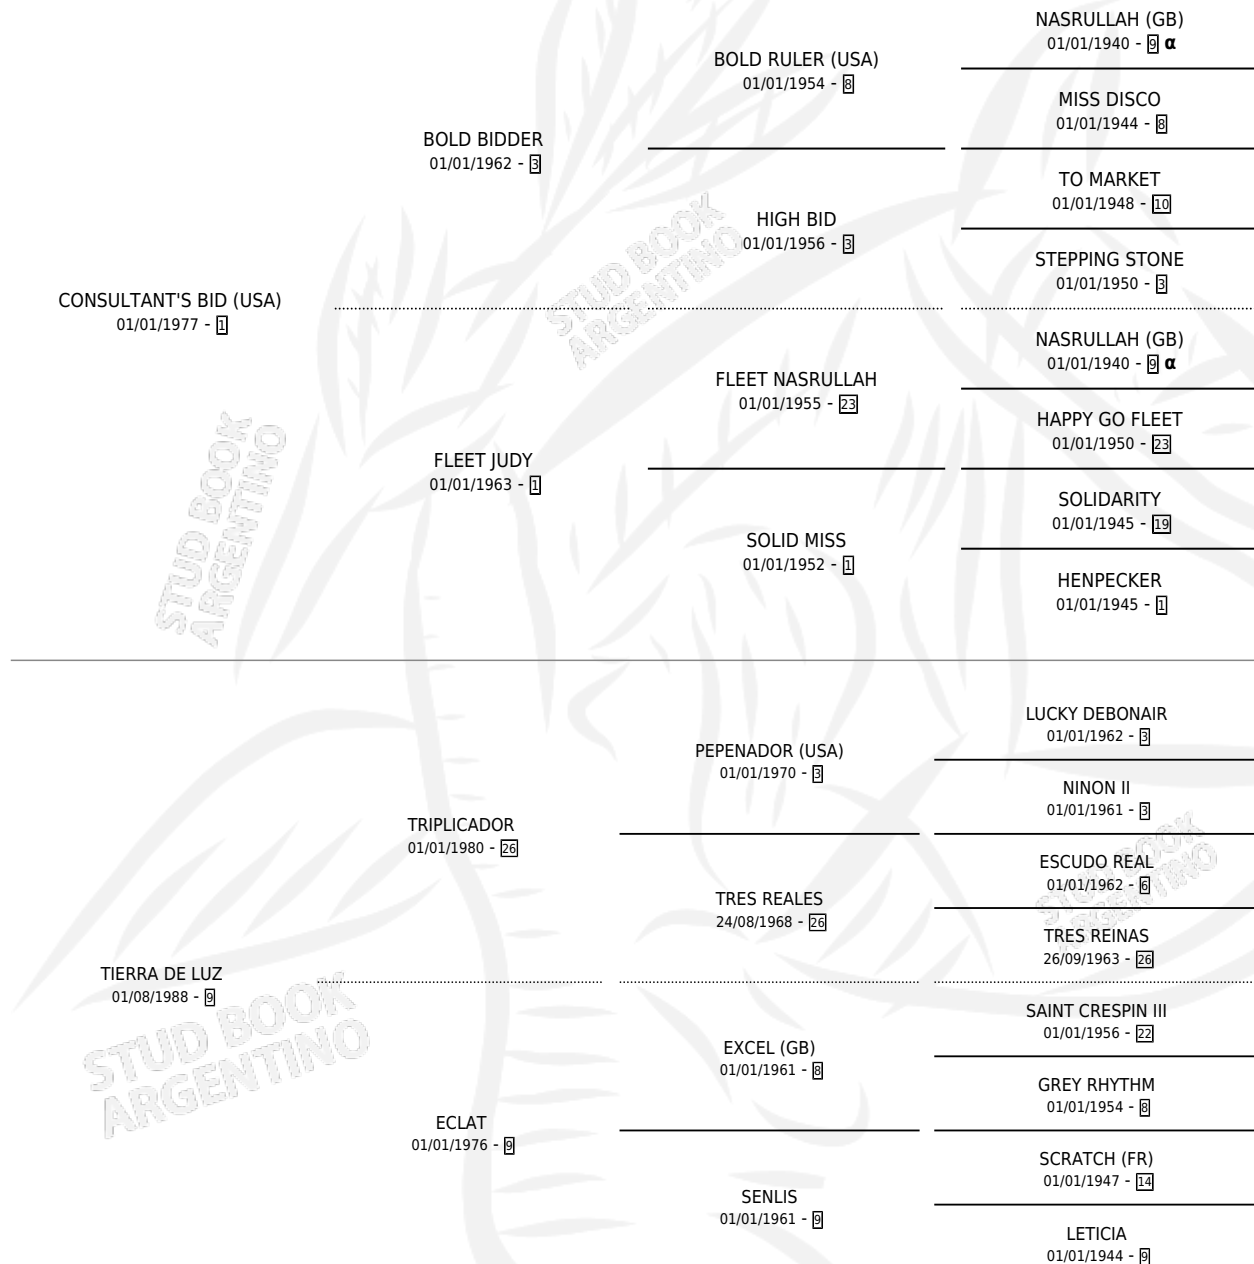 NASRULLAH (GB)
01/01/1940 - 9 α
BOLD RULER (USA)
01/01/1954 - 8
MISS DISCO
01/01/1944 - 8
BOLD BIDDER
01/01/1962 - 3
TO MARKET
01/01/1948 - 10
HIGH BID
01/01/1956 - 3
STEPPING STONE
01/01/1950 - 3
STUD BOOK
ARGENTINO
CONSULTANT'S BID (USA)
01/01/1977 - 1
NASRULLAH (GB)
01/01/1940 - 9 α
FLEET NASRULLAH
01/01/1955 - 23
HAPPY GO FLEET
01/01/1950 - 23
FLEET JUDY
01/01/1963 - 1
SOLIDARITY
01/01/1945 - 19
SOLID MISS
01/01/1952 - 1
HENPECKER
01/01/1945 - 1
STUD BOOK
ARGENTINO
LUCKY DEBONAIR
01/01/1962 - 3
PEPENADOR (USA)
01/01/1970 - 3
NINON II
01/01/1961 - 3
TRIPLICADOR
01/01/1980 - 26
ESCUDO REAL
01/01/1962 - 6
TRES REALES
24/08/1968 - 26
TRES REINAS
26/09/1963 - 26
STUD BOOK
ARGENTINO
TIERRA DE LUZ
01/08/1988 - 9
SAINT CRESPIN III
01/01/1956 - 22
EXCEL (GB)
01/01/1961 - 8
GREY RHYTHM
01/01/1954 - 8
STUD BOOK
ARGENTINO
ECLAT
01/01/1976 - 9
SCRATCH (FR)
01/01/1947 - 14
SENLIS
01/01/1961 - 9
LETICIA
01/01/1944 - 9